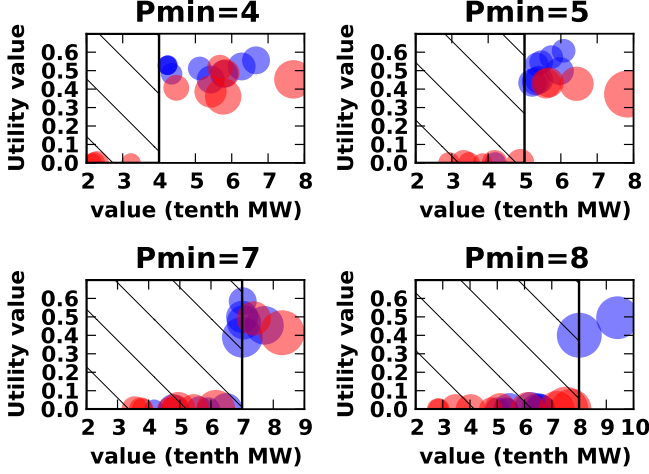 Pmin=4
Utility value
0.6
0.5
0.4
0.3
0.2
0.1
0.0
2 3 4 5 6 7 8
value (tenth MW)
Pmin=5
Utility value
0.6
0.5
0.4
0.3
0.2
0.1
0.0
2 3 4 5 6 7 8
value (tenth MW)
Pmin=7
Utility value
0.6
0.5
0.4
0.3
0.2
0.1
0.0
2 3 4 5 6 7 8 9
value (tenth MW)
Pmin=8
Utility value
0.6
0.5
0.4
0.3
0.2
0.1
0.0
2 3 4 5 6 7 8 9 10
value (tenth MW)